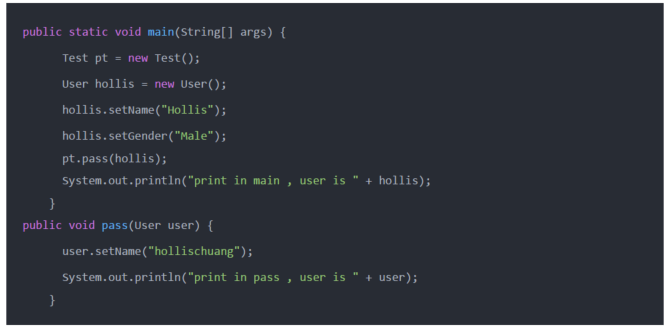 public static void main(String[] args) {
Test pt = new Test();
User hollis = new User();
hollis.setName("Hollis");
hollis.setGender("Male");
pt.pass(hollis);
System.out.println("print in main , user is " + hollis);
}
public void pass(User user) {
user.setName("hollischuang");
System.out.println("print in pass , user is " + user);
}